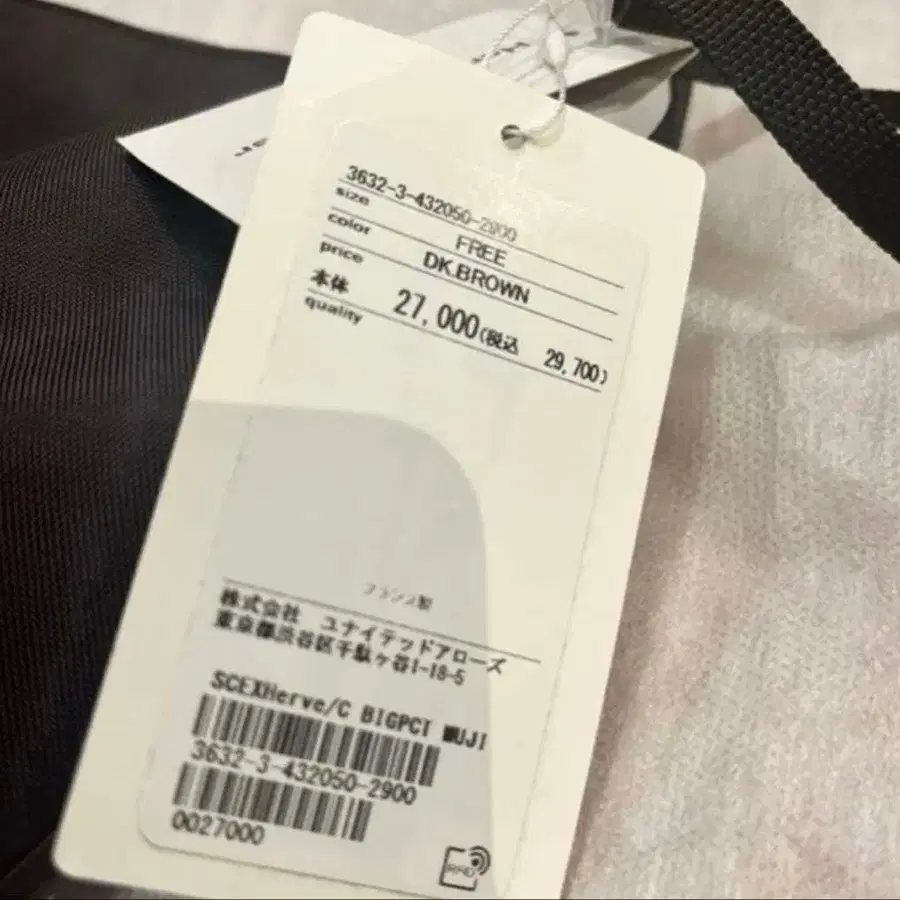 3632-3-432050-2900
size FREE
color DK.BROWN
price
本体 27,000(税込 29,700)
quality
フランス製
株式会社 ユナイテッドアローズ
東京都渋谷区千駄ヶ谷1-18-5
SCEXHerve/C BIGPCT MUJI
3632-3-432050-2900
0027000
RFID